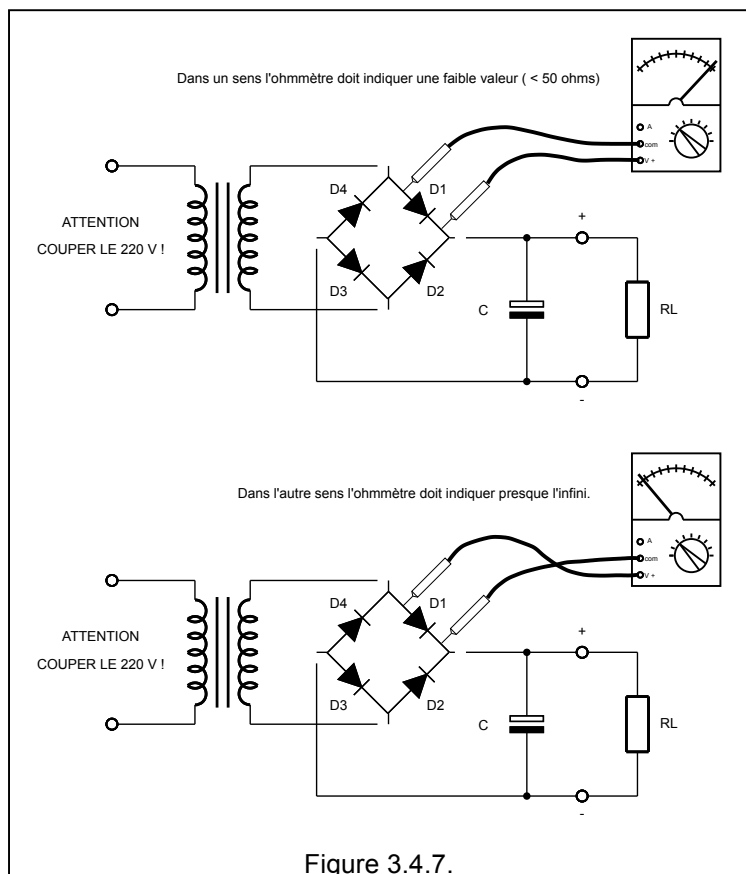 Dans un sens l'ohmmètre doit indiquer une faible valeur ( < 50 ohms)
A
com
V +
D4
D1
ATTENTION
COUPER LE 220 V !
+
D3
D2
C
RL
-
Dans l'autre sens l'ohmmètre doit indiquer presque l'infini.
A
com
V +
D4
D1
ATTENTION
COUPER LE 220 V !
+
D3
D2
C
RL
-
Figure 3.4.7.